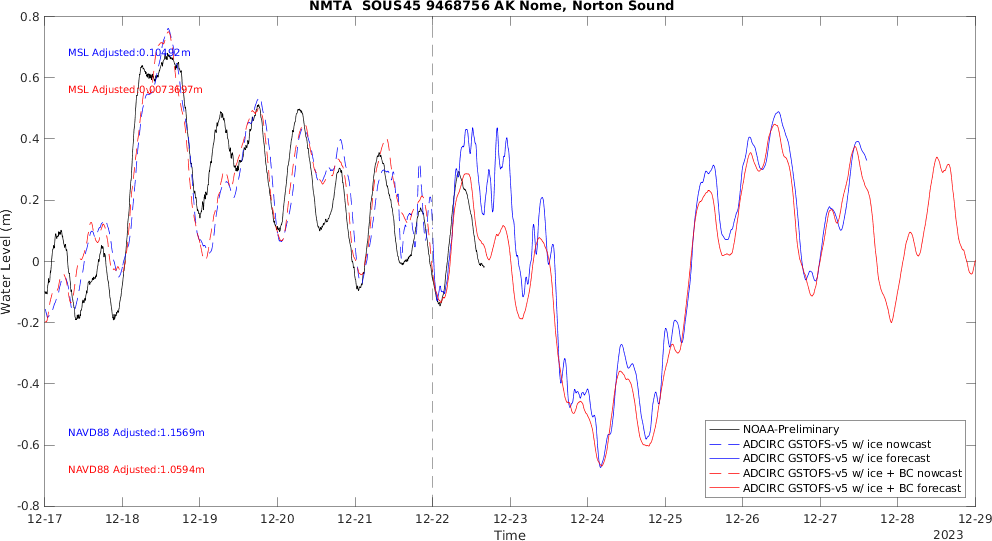 NMTA SOUS45 9468756 AK Nome, Norton Sound
MSL Adjusted:0.10492m
MSL Adjusted:0.0073697m
NAVD88 Adjusted:1.1569m
NAVD88 Adjusted:1.0594m
Water Level (m)
0.8
0.6
0.4
0.2
0
-0.2
-0.4
-0.6
-0.8
NOAA-Preliminary
ADCIRC GSTOFS-v5 w/ ice nowcast
ADCIRC GSTOFS-v5 w/ ice forecast
ADCIRC GSTOFS-v5 w/ ice + BC nowcast
ADCIRC GSTOFS-v5 w/ ice + BC forecast
12-17 12-18 12-19 12-20 12-21 12-22 12-23 12-24 12-25 12-26 12-27 12-28 12-29
Time
2023